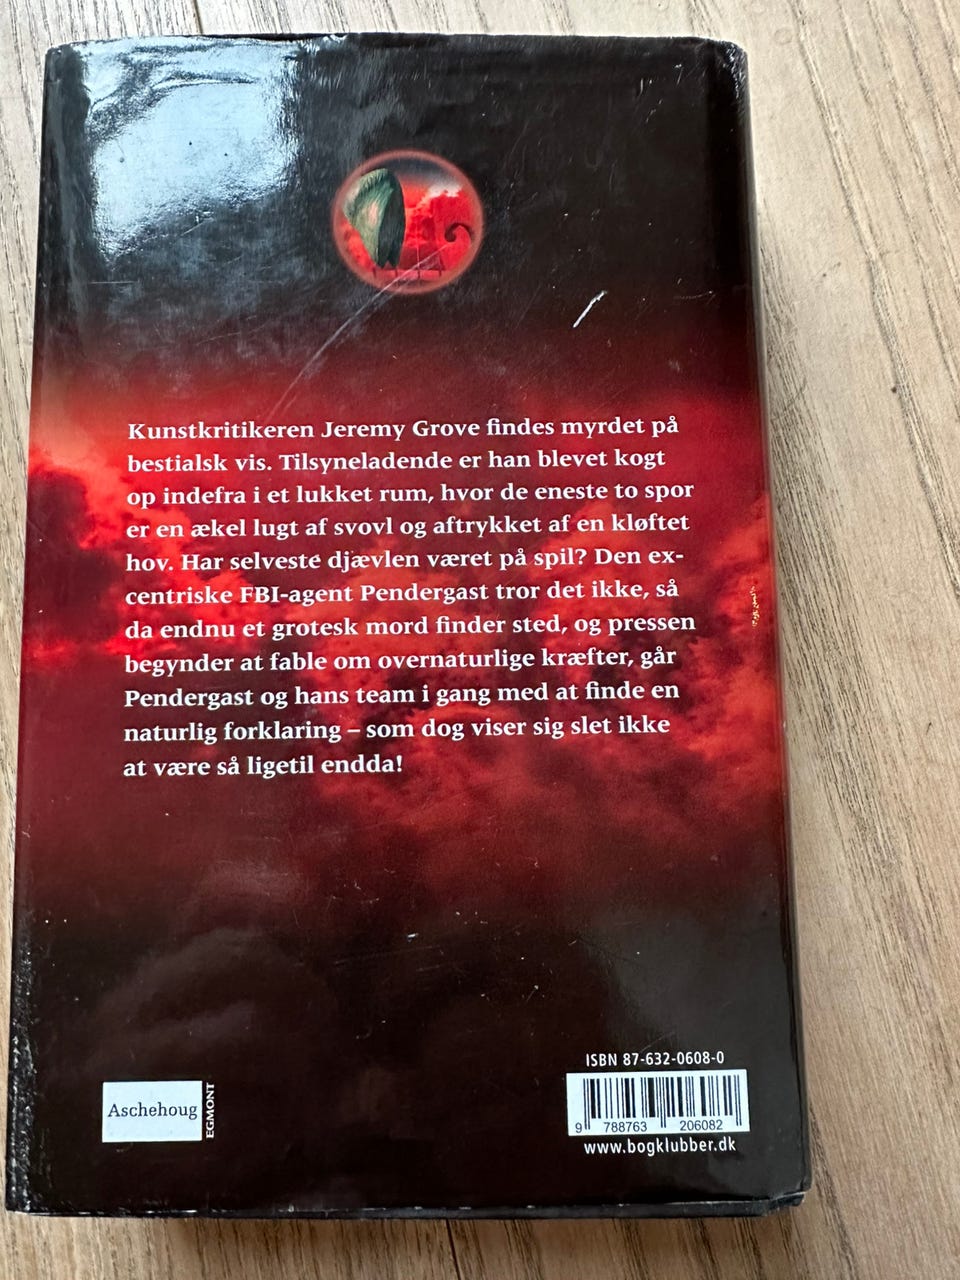 Kunstkritikeren Jeremy Grove findes myrdet på
bestialsk vis. Tilsyneladende er han blevet kogt
op indefra i et lukket rum, hvor de eneste to spor
er en ækel lugt af svovl og aftrykket af en kløftet
hov. Har selveste djævlen været på spil? Den ex-
centriske FBI-agent Pendergast tror det ikke, så
da endnu et grotesk mord finder sted, og pressen
begynder at fable om overnaturlige kræfter, går
Pendergast og hans team i gang med at finde en
naturlig forklaring – som dog viser sig slet ikke
at være så ligetil endda!
Aschehoug
EGMONT
ISBN 87-632-0608-0
9 788763 206082
www.bogklubber.dk